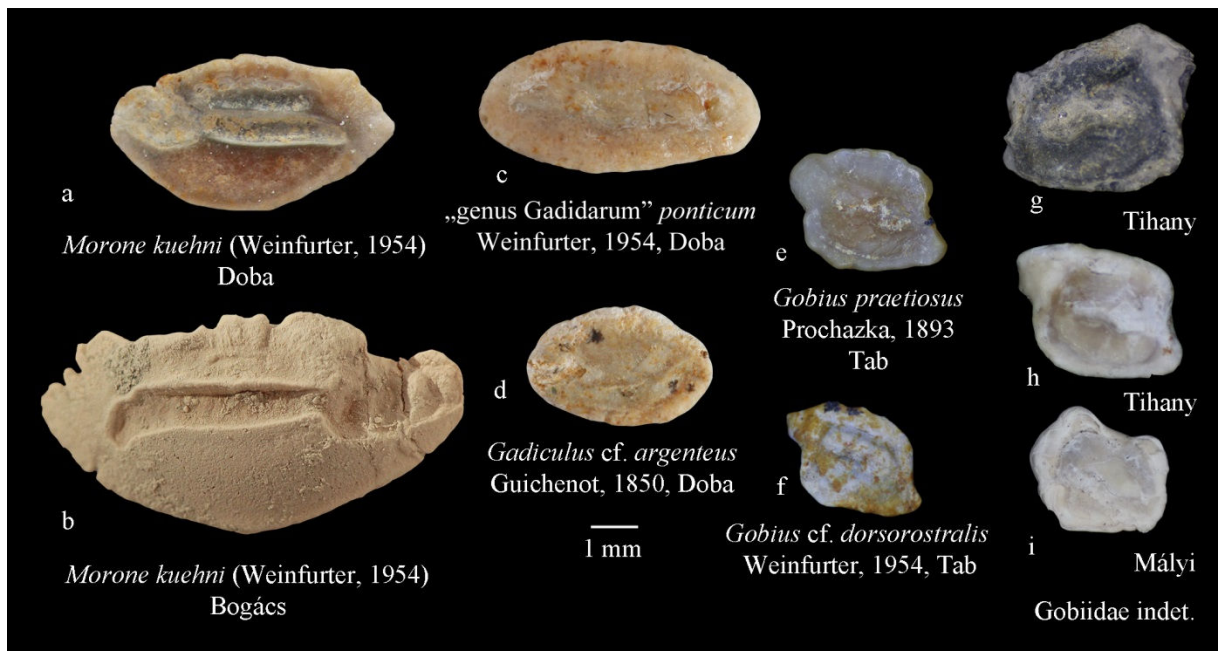 a
Morone kuehni (Weinfurter, 1954)
Doba
b
Morone kuehni (Weinfurter, 1954)
Bogács
c
„genus Gadidarum” ponticum
Weinfurter, 1954, Doba
d
Gadiculus cf. argenteus
Guichenot, 1850, Doba
1 mm
e
Gobius praetiosus
Prochazka, 1893
Tab
f
Gobius cf. dorsorostralis
Weinfurter, 1954, Tab
g
Tihany
h
Tihany
i
Mályi
Gobiidae indet.